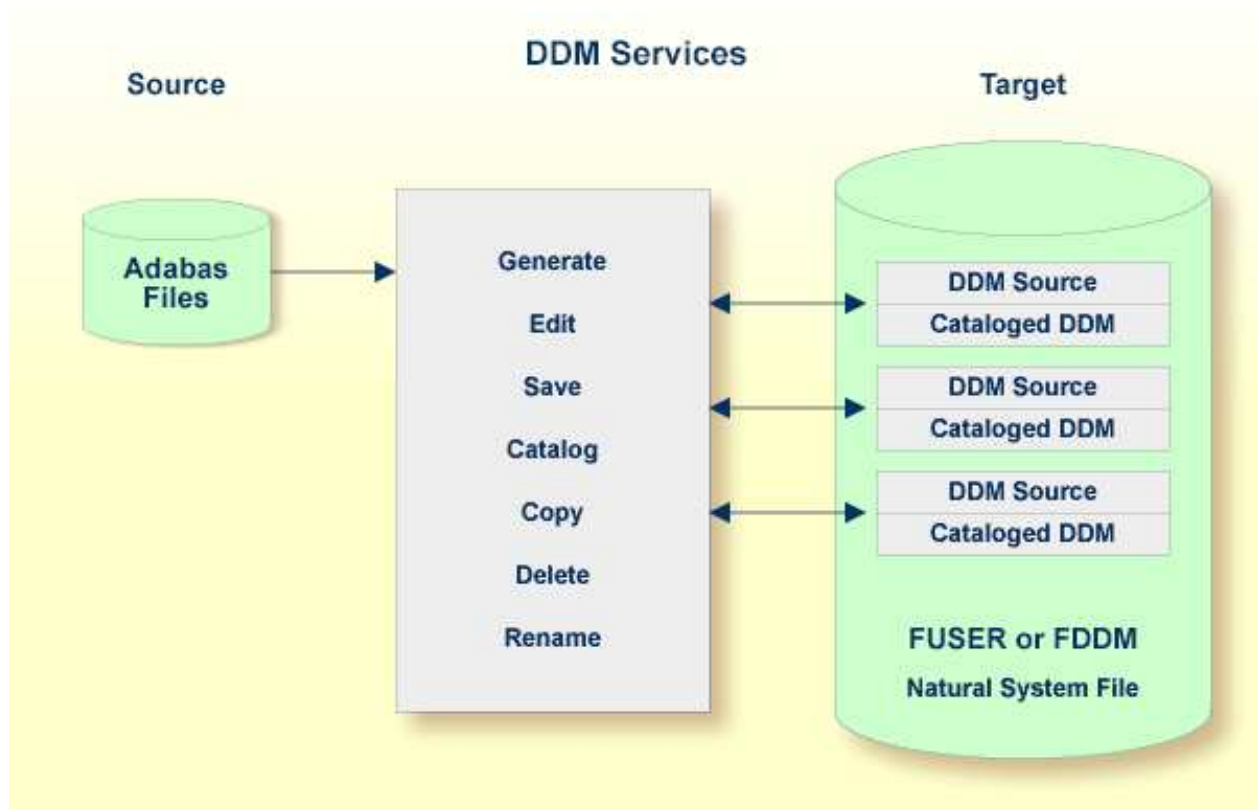 DDM Services
Source
Target
Adabas
Files
Generate
Edit
Save
Catalog
Copy
Delete
Rename
DDM Source
Cataloged DDM
DDM Source
Cataloged DDM
DDM Source
Cataloged DDM
FUSER or FDDM
Natural System File